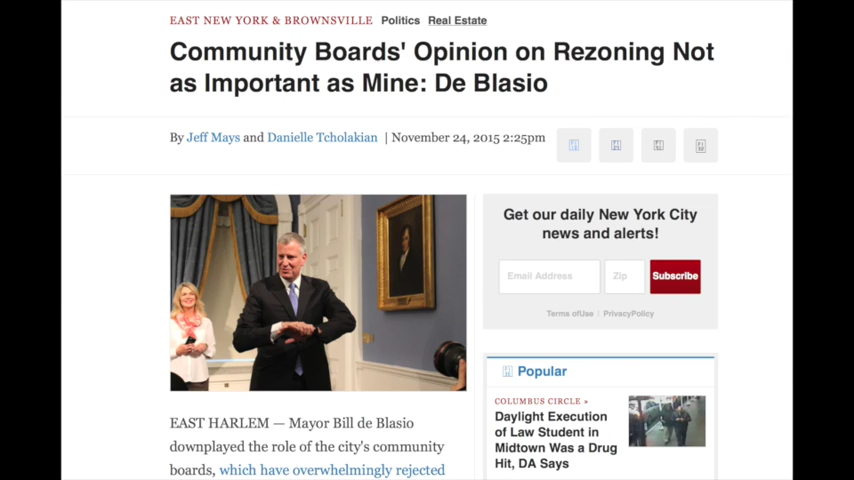 EAST NEW YORK & BROWNSVILLE Politics Real Estate
Community Boards' Opinion on Rezoning Not
as Important as Mine: De Blasio
By Jeff Mays and Danielle Tcholakian | November 24, 2015 2:25pm
Get our daily New York City
news and alerts!
Email Address Zip Subscribe
Terms ofUse | PrivacyPolicy
Popular
COLUMBUS CIRCLE »
Daylight Execution
of Law Student in
Midtown Was a Drug
Hit, DA Says
EAST HARLEM — Mayor Bill de Blasio
downplayed the role of the city's community
boards, which have overwhelmingly rejected